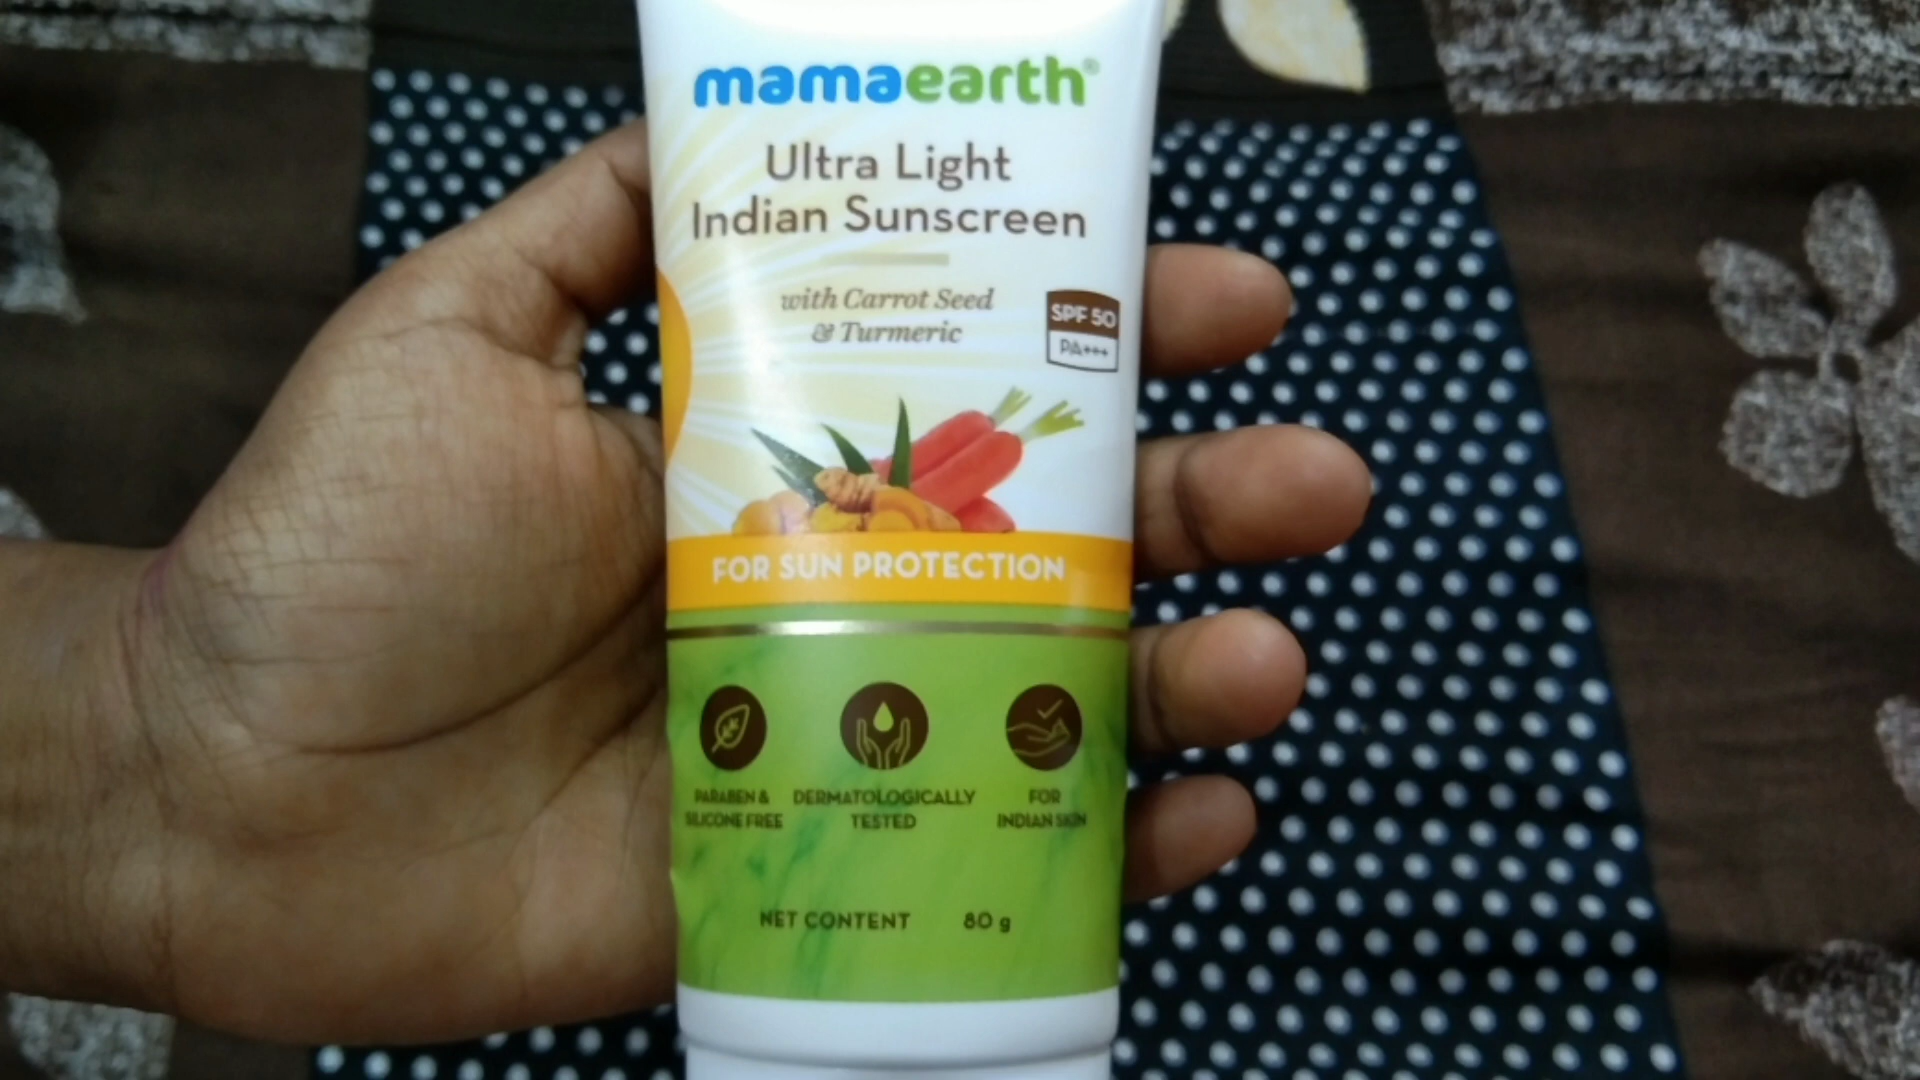 mamaearth®
Ultra Light
Indian Sunscreen
with Carrot Seed
& Turmeric
SPF 50
PA+++
FOR SUN PROTECTION
PARABEN &
SILICONE FREE
DERMATOLOGICALLY
TESTED
FOR
INDIAN SKIN
NET CONTENT 80 g